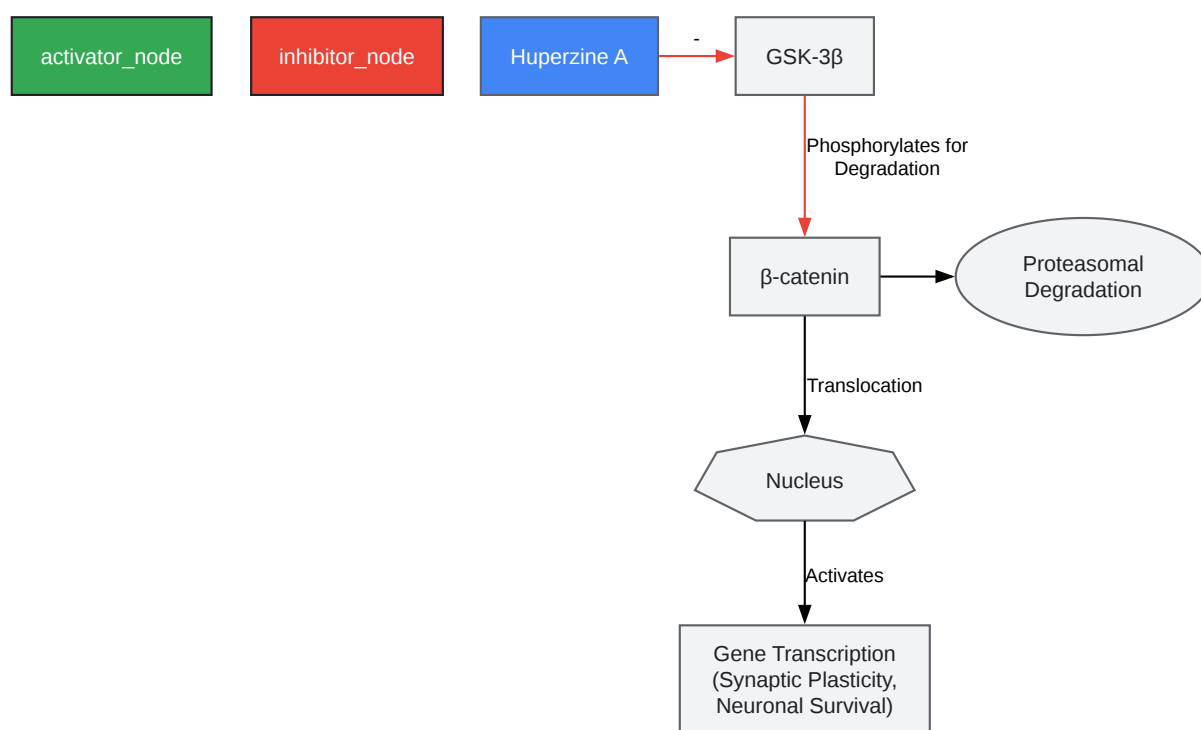 activator_node
inhibitor_node
Huperzine A
-
GSK-3β
Phosphorylates for
Degradation
β-catenin
Proteasomal
Degradation
Translocation
Nucleus
Activates
Gene Transcription
(Synaptic Plasticity,
Neuronal Survival)